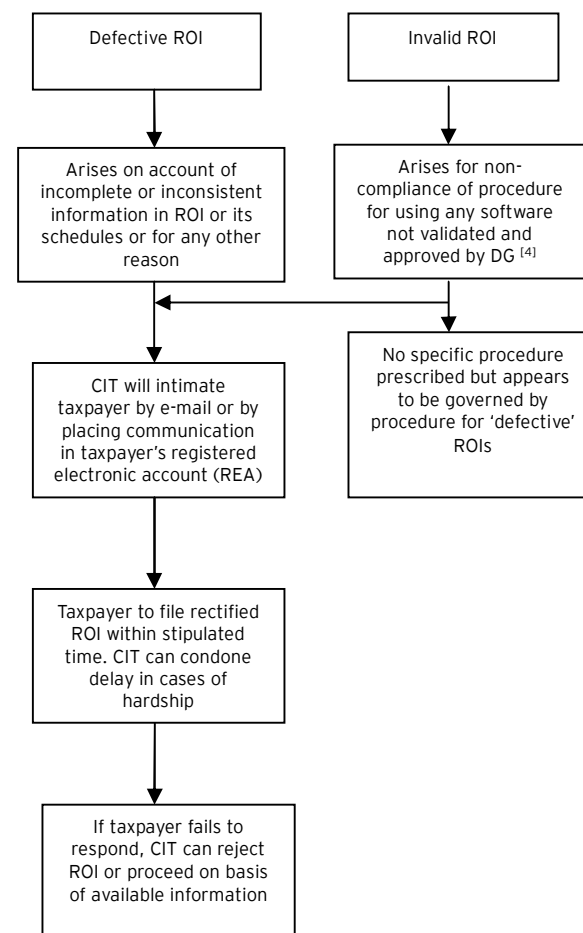 Defective ROI
Invalid ROI
Arises on account of
incomplete or inconsistent
information in ROI or its
schedules or for any other
reason
Arises for non-
compliance of procedure
for using any software
not validated and
approved by DG [4]
CIT will intimate
taxpayer by e-mail or by
placing communication
in taxpayer's registered
electronic account (REA)
No specific procedure
prescribed but appears
to be governed by
procedure for ‘defective’
ROIs
Taxpayer to file rectified
ROI within stipulated
time. CIT can condone
delay in cases of
hardship
If taxpayer fails to
respond, CIT can reject
ROI or proceed on basis
of available information